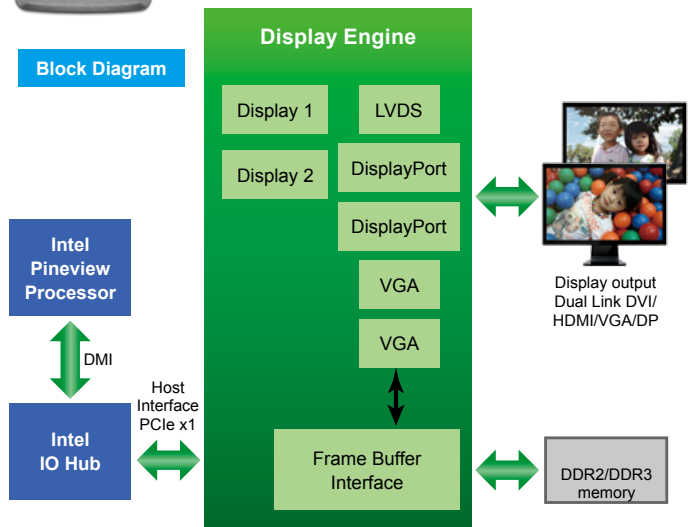 Display Engine
Block Diagram
Display 1
LVDS
Display 2
DisplayPort
DisplayPort
VGA
VGA
Frame Buffer
Interface
Intel
Pineview
Processor
DMI
Host
Interface
PCIe x1
Intel
IO Hub
Display output
Dual Link DVI/
HDMI/VGA/DP
DDR2/DDR3
memory